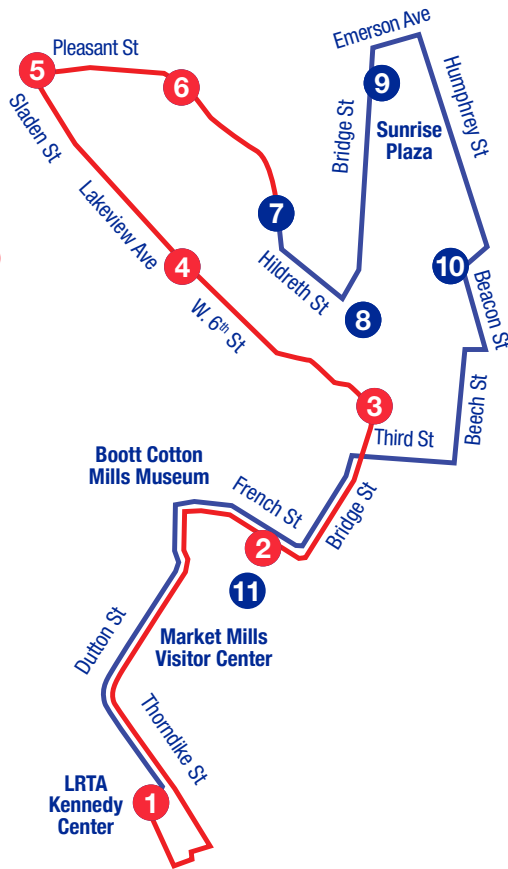 Emerson Ave
Pleasant St
5
6
9
Humphrey St
Sladen St
Bridge St
Sunrise
Plaza
7
Lakeview Ave
4
Hildreth St
10
Beacon St
8
W. 6th St
3
Beech St
Third St
Boott Cotton
Mills Museum
French St
Bridge St
2
11
Market Mills
Visitor Center
Dutton St
Thorndike St
LRTA
Kennedy
Center
1